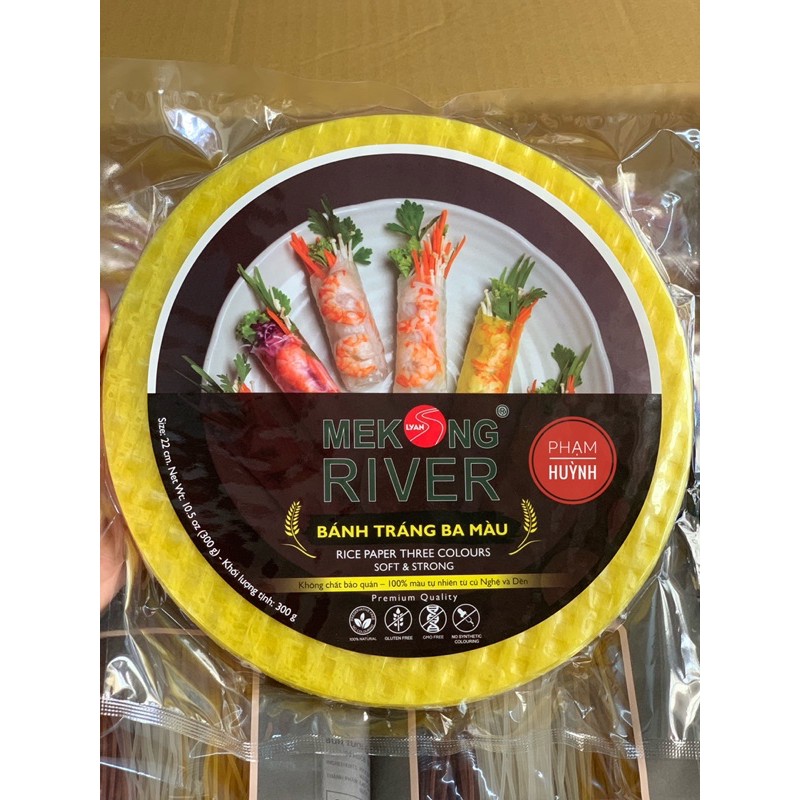 LYAN
MEKONG ®
RIVER
PHẠM
HUỲNH
BÁNH TRÁNG BA MÀU
RICE PAPER THREE COLOURS
SOFT & STRONG
Không chất bảo quản – 100% màu tự nhiên từ củ Nghệ và Dền
Premium Quality
100% NATURAL
GLUTEN FREE
GMO FREE
NO SYNTHETIC
COLOURING
Size: 22 cm. Net Wt: 10.5 oz (300 g) - Khối lượng tịnh: 300 g